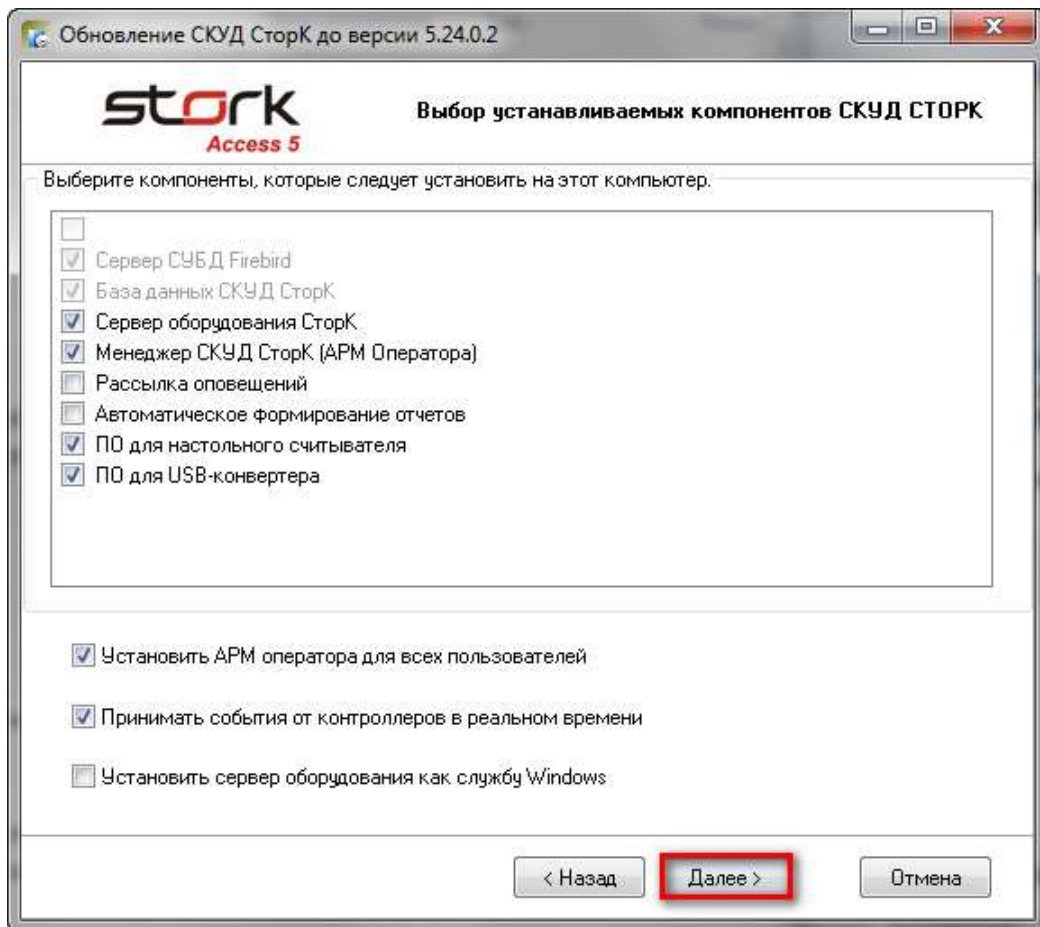 Обновление СКУД СторК до версии 5.24.0.2
stork
Access 5
Выбор устанавливаемых компонентов СКУД СТОРК
Выберите компоненты, которые следует установить на этот компьютер.
Сервер СУБД Firebird
База данных СКУД СторК
Сервер оборудования СторК
Менеджер СКУД СторК (АРМ Оператора)
Рассылка оповещений
Автоматическое формирование отчетов
ПО для настольного считывателя
ПО для USB-конвертера
Установить АРМ оператора для всех пользователей
Принимать события от контроллеров в реальном времени
Установить сервер оборудования как службу Windows
< Назад
Далее >
Отмена